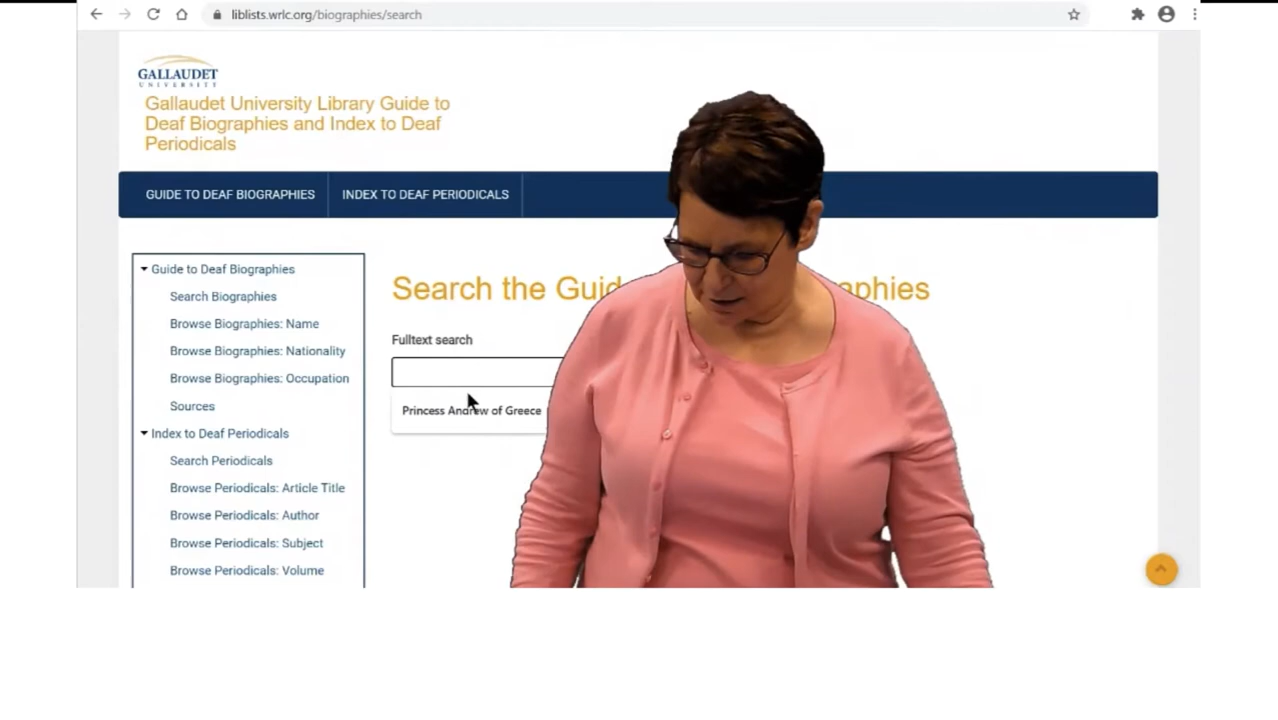 liblists.wrlc.org/biographies/search
GALLAUDET
UNIVERSITY
Gallaudet University Library Guide to
Deaf Biographies and Index to Deaf
Periodicals
GUIDE TO DEAF BIOGRAPHIES
INDEX TO DEAF PERIODICALS
Guide to Deaf Biographies
Search Biographies
Browse Biographies: Name
Browse Biographies: Nationality
Browse Biographies: Occupation
Sources
Index to Deaf Periodicals
Search Periodicals
Browse Periodicals: Article Title
Browse Periodicals: Author
Browse Periodicals: Subject
Browse Periodicals: Volume
Search the Guid aphies
Fulltext search
Princess Andrew of Greece